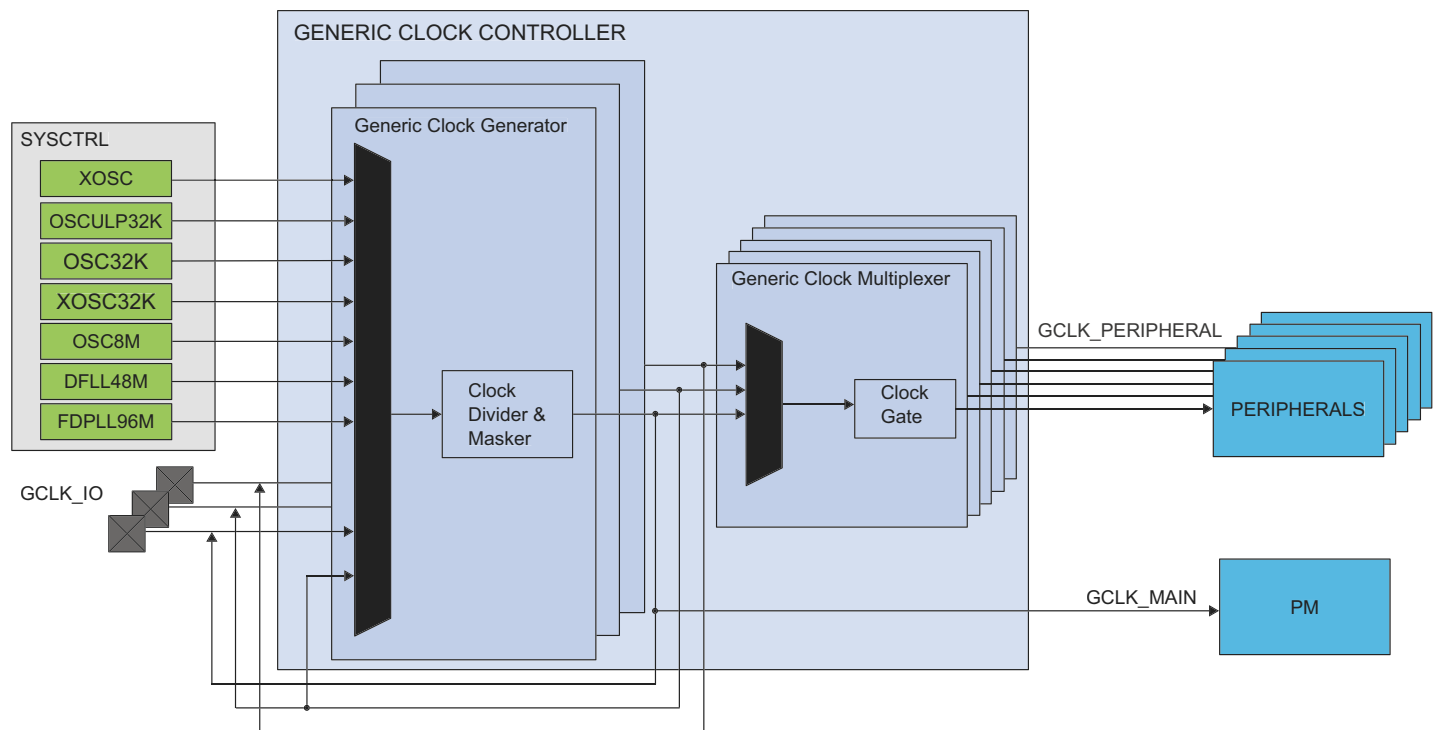 GENERIC CLOCK CONTROLLER
Generic Clock Generator
SYSCTRL
XOSC
OSCULP32K
OSC32K
XOSC32K
OSC8M
DFLL48M
FDPLL96M
GCLK_IO
Clock
Divider &
Masker
Generic Clock Multiplexer
Clock
Gate
GCLK_PERIPHERAL
PERIPHERALS
GCLK_MAIN
PM